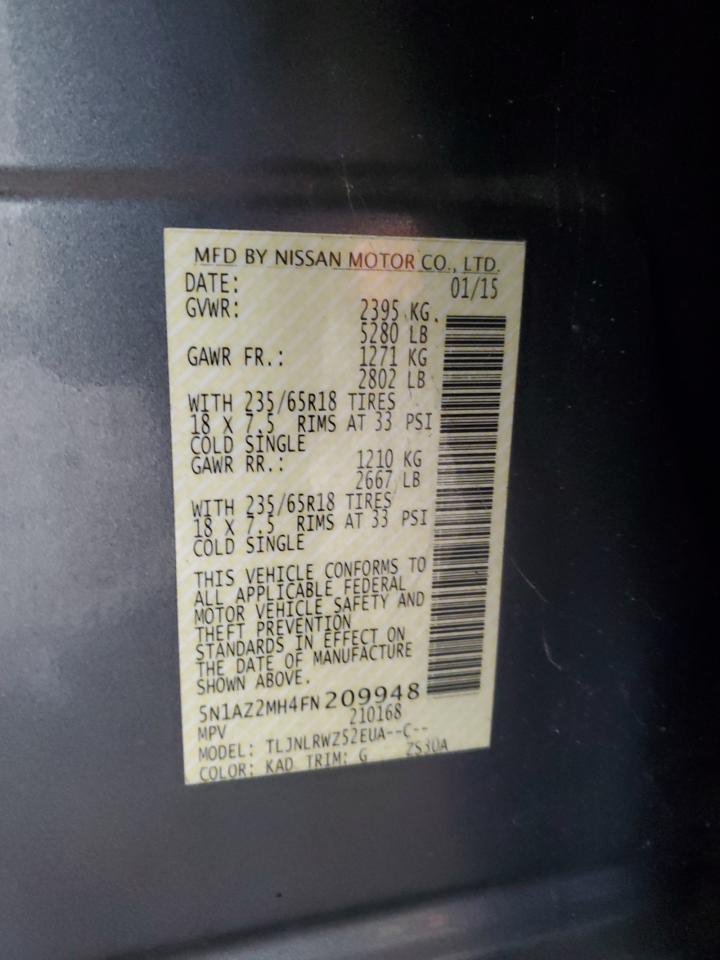 MFD BY NISSAN MOTOR CO., LTD.
DATE: 01/15
GVWR: 2395 KG.
5280 LB
GAWR FR.: 1271 KG
2802 LB
WITH 235/65R18 TIRES
18 X 7.5 RIMS AT 33 PSI
COLD SINGLE
GAWR RR.: 1210 KG
2667 LB
WITH 235/65R18 TIRES
18 X 7.5 RIMS AT 33 PSI
COLD SINGLE
THIS VEHICLE CONFORMS TO
ALL APPLICABLE FEDERAL
MOTOR VEHICLE SAFETY AND
THEFT PREVENTION
STANDARDS IN EFFECT ON
THE DATE OF MANUFACTURE
SHOWN ABOVE.
5N1AZ2MH4FN209948
MPV 210168
MODEL: TLJNLRWZ52EUA--C--
COLOR: KAD TRIM: G ZS30A